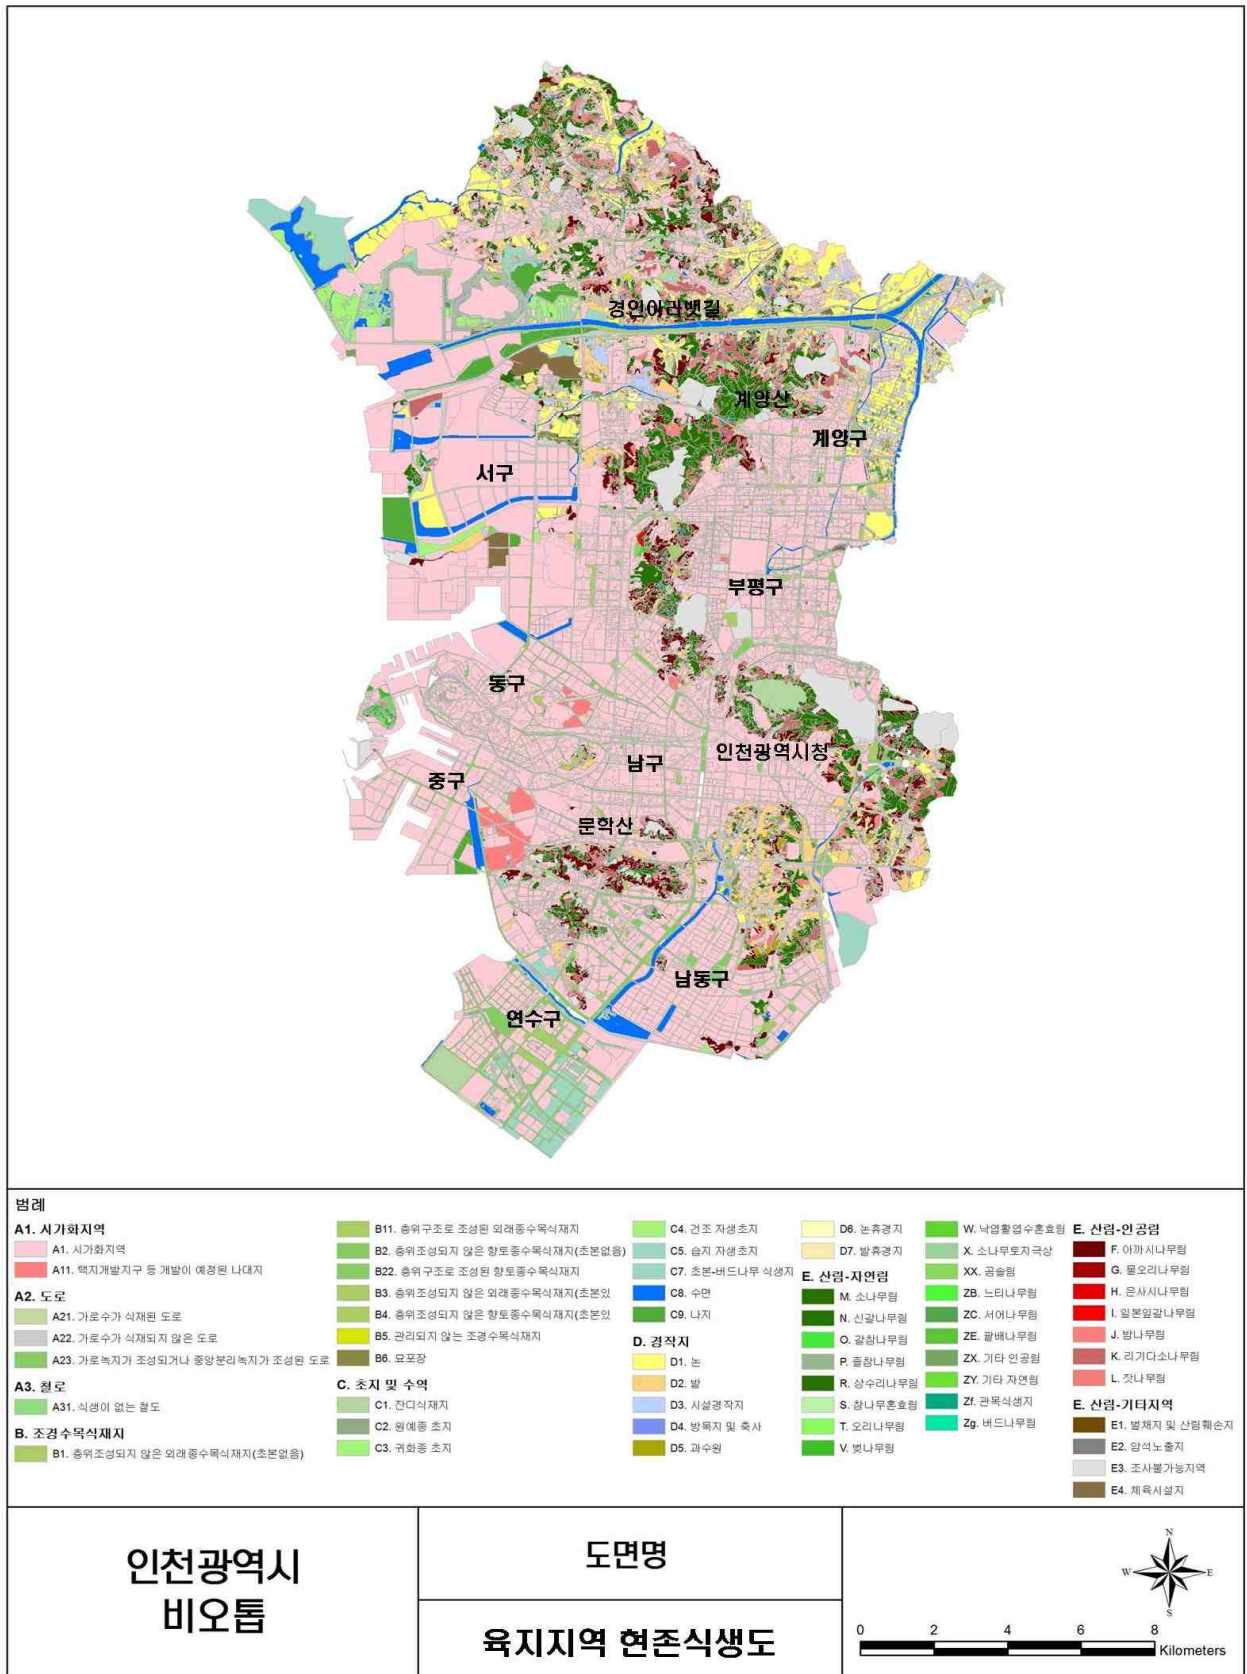 경인아라뱃길
계양산
계양구
서구
부평구
동구
인천광역시청
남구
중구
문학산
남동구
연수구
범례
A1. 시가화지역
A1. 시가화지역
A11. 택지개발지구 등 개발이 예정된 나대지
A2. 도로
A21. 가로수가 식재된 도로
A22. 가로수가 식재되지 않은 도로
A23. 가로녹지가 조성되거나 중앙분리녹지가 조성된 도로
A3. 철로
A31. 식생이 없는 철도
B. 조경수목식재지
B1. 층위조성되지 않은 외래종수목식재지(초본없음)
B11. 층위구조로 조성된 외래종수목식재지
B2. 층위조성되지 않은 향토종수목식재지(초본없음)
B22. 층위구조로 조성된 향토종수목식재지
B3. 층위조성되지 않은 외래종수목식재지(초본있
B4. 층위조성되지 않은 향토종수목식재지(초본있
B5. 관리되지 않는 조경수목식재지
B6. 묘포장
C. 초지 및 수역
C1. 잔디식재지
C2. 원예종 초지
C3. 귀화종 초지
C4. 건조 자생초지
C5. 습지 자생초지
C7. 초본-버드나무 식생지
C8. 수면
C9. 나지
D. 경작지
D1. 논
D2. 밭
D3. 시설경작지
D4. 방목지 및 축사
D5. 과수원
D6. 논휴경지
D7. 밭휴경지
E. 산림-자연림
M. 소나무림
N. 신갈나무림
O. 갈참나무림
P. 졸참나무림
R. 상수리나무림
S. 참나무혼효림
T. 오리나무림
V. 벚나무림
W. 낙엽활엽수혼효림
X. 소나무토지극상
XX. 곰솔림
ZB. 느티나무림
ZC. 서어나무림
ZE. 팥배나무림
ZX. 기타 인공림
ZY. 기타 자연림
Zf. 관목식생지
Zg. 버드나무림
E. 산림-인공림
F. 아까시나무림
G. 물오리나무림
H. 은사시나무림
I. 일본잎갈나무림
J. 밤나무림
K. 리기다소나무림
L. 잣나무림
E. 산림-기타지역
E1. 벌채지 및 산림훼손지
E2. 암석노출지
E3. 조사불가능지역
E4. 체육시설지
인천광역시
비오톱
도면명
육지지역 현존식생도
N
W E
S
0 2 4 6 8
Kilometers